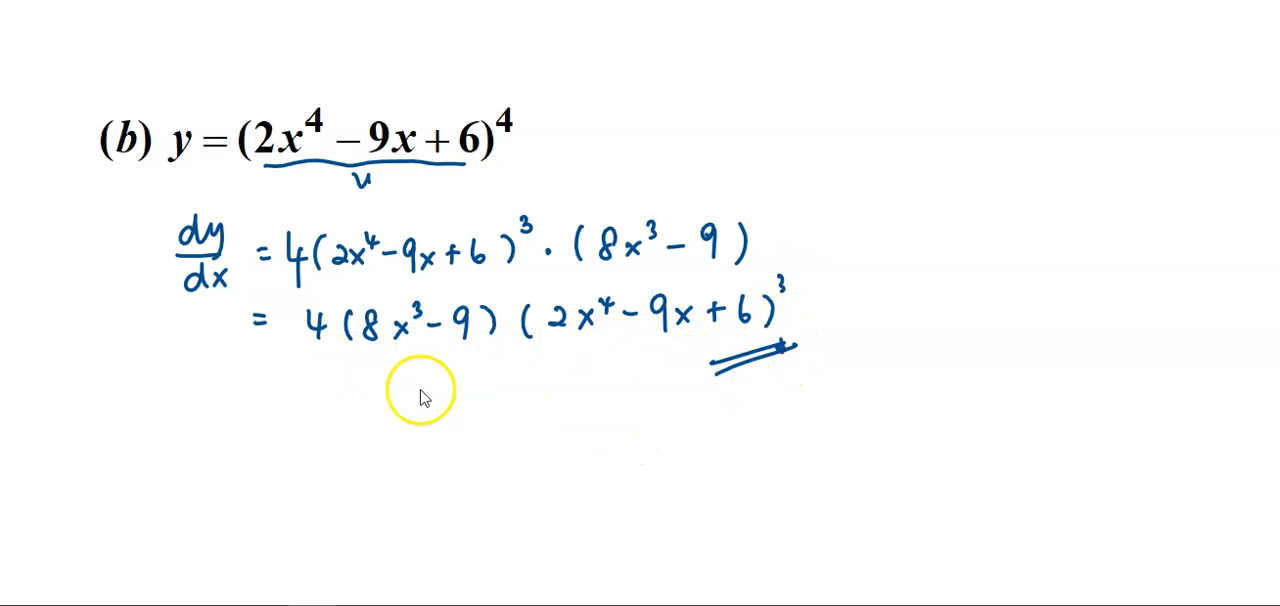 (b) y = (2x⁴ − 9x + 6)⁴
u
dy/dx = 4(2x⁴ − 9x + 6)³ · (8x³ − 9)
= 4(8x³ − 9)(2x⁴ − 9x + 6)³